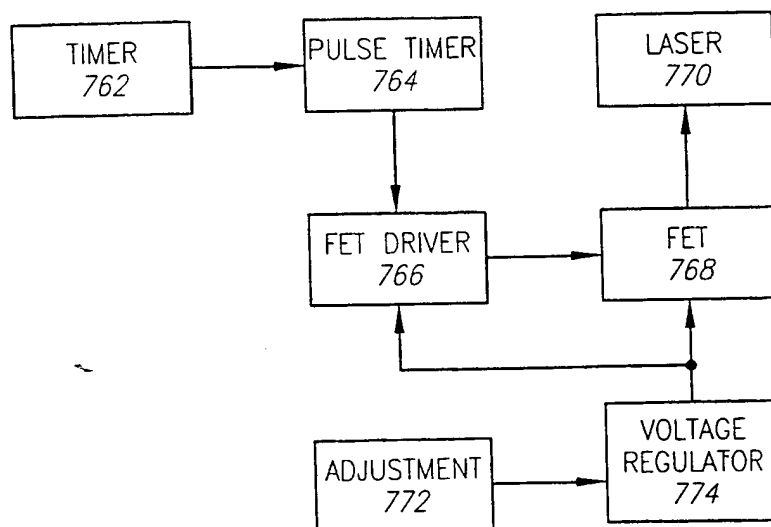 TIMER
762
PULSE TIMER
764
LASER
770
FET DRIVER
766
FET
768
ADJUSTMENT
772
VOLTAGE
REGULATOR
774